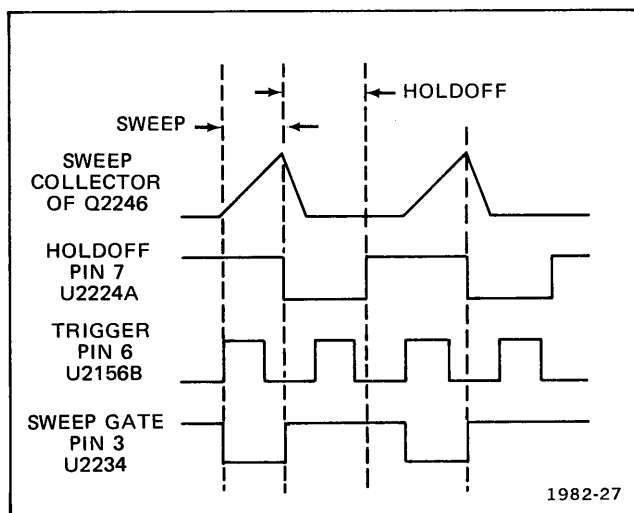 HOLDOFF
SWEEP
SWEEP
COLLECTOR
OF Q2246
HOLDOFF
PIN 7
U2224A
TRIGGER
PIN 6
U2156B
SWEEP GATE
PIN 3
U2234
1982-27